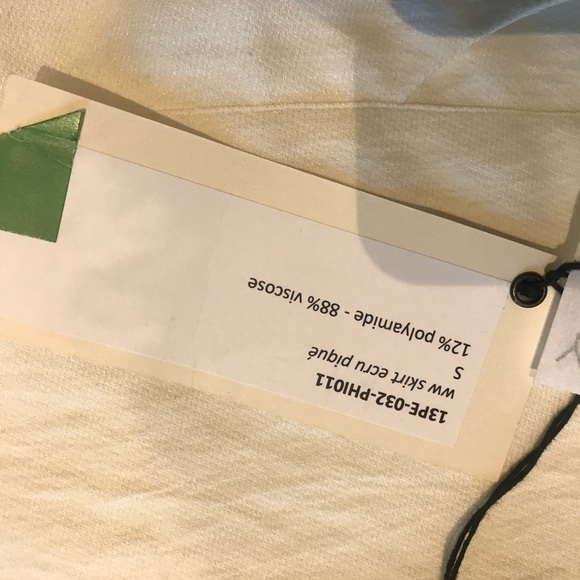 13PE-032-PHI011
ww skirt ecru piqué
S
12% polyamide - 88% viscose